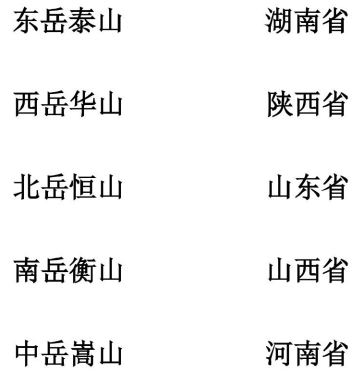 东岳泰山 湖南省
西岳华山 陕西省
北岳恒山 山东省
南岳衡山 山西省
中岳嵩山 河南省